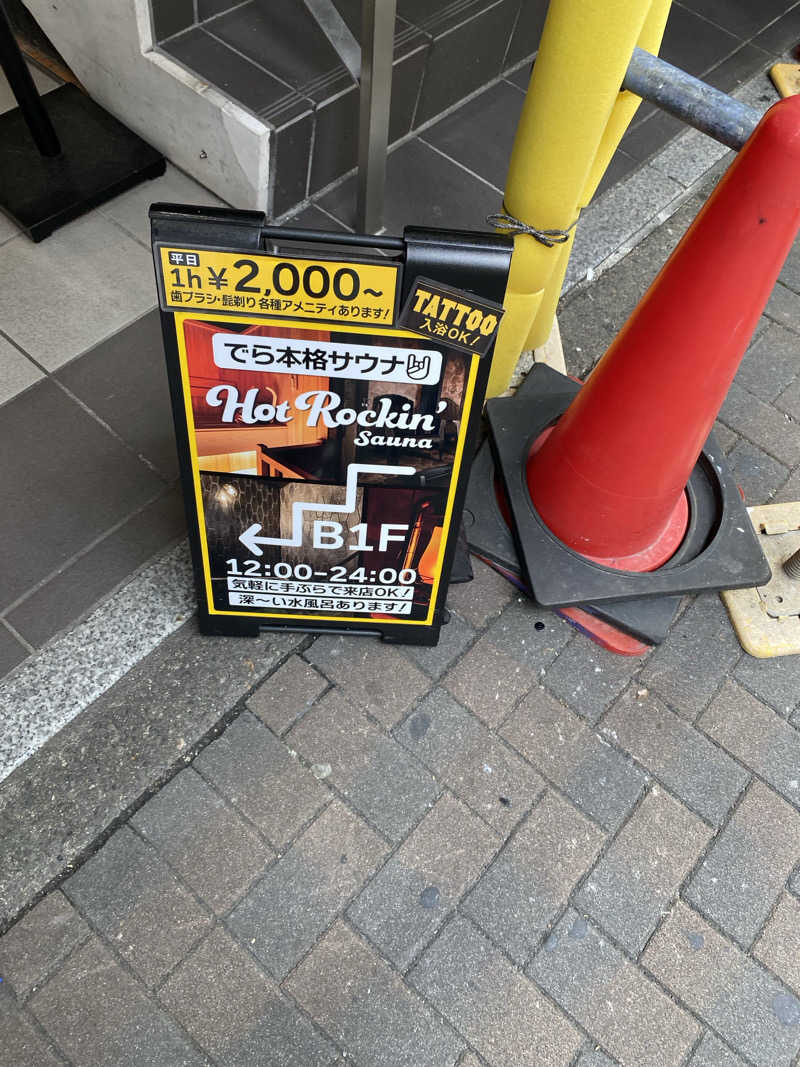 平日
1h ¥2,000~
歯ブラシ・髭剃り 各種アメニティあります!
TATTOO
入浴OK!
でら本格サウナ
Hot Rockin'
Sauna
B1F
12:00-24:00
気軽に手ぶらで来店OK!
深〜い水風呂あります!